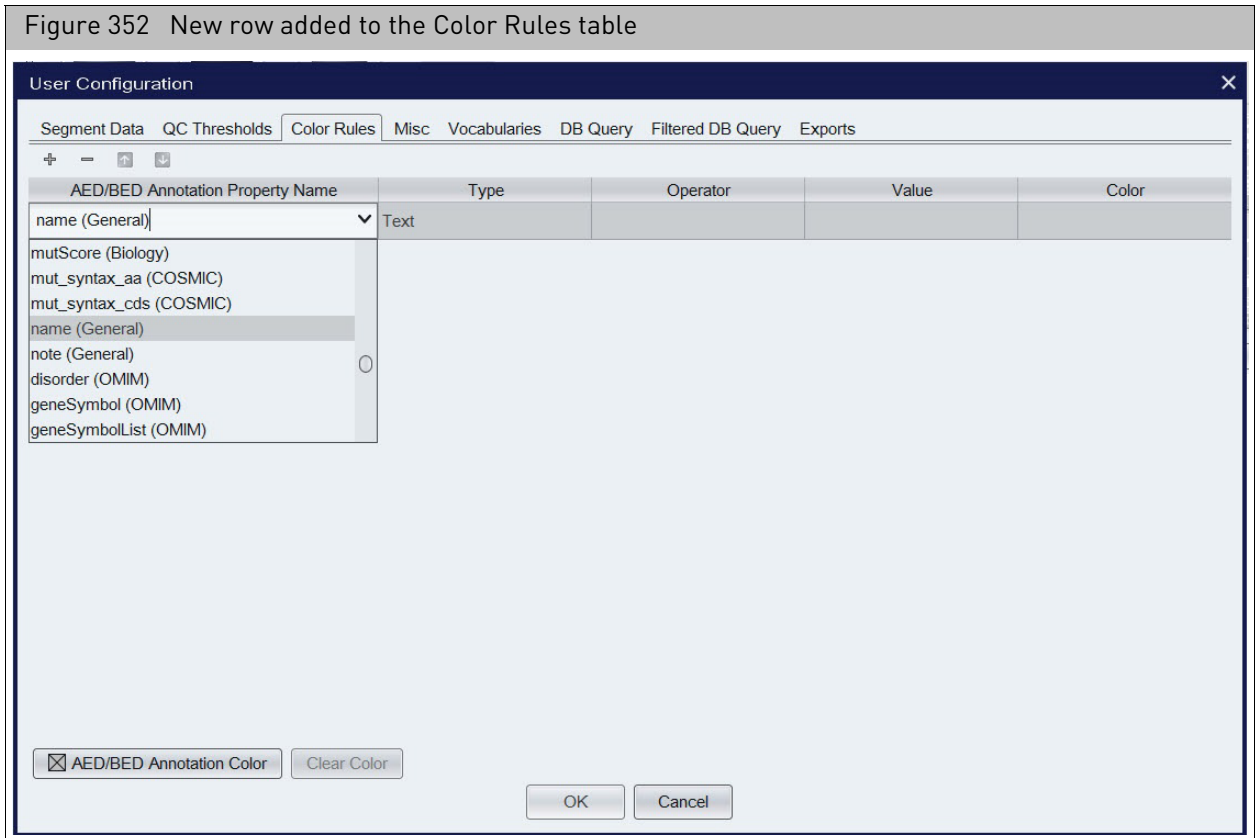 Figure 352 New row added to the Color Rules table
User Configuration
Segment Data QC Thresholds Color Rules Misc Vocabularies DB Query Filtered DB Query Exports
AED/BED Annotation Property Name Type Operator Value Color
name (General) Text
mutScore (Biology)
mut_syntax_aa (COSMIC)
mut_syntax_cds (COSMIC)
name (General)
note (General)
disorder (OMIM)
geneSymbol (OMIM)
geneSymbolList (OMIM)
AED/BED Annotation Color Clear Color
OK Cancel